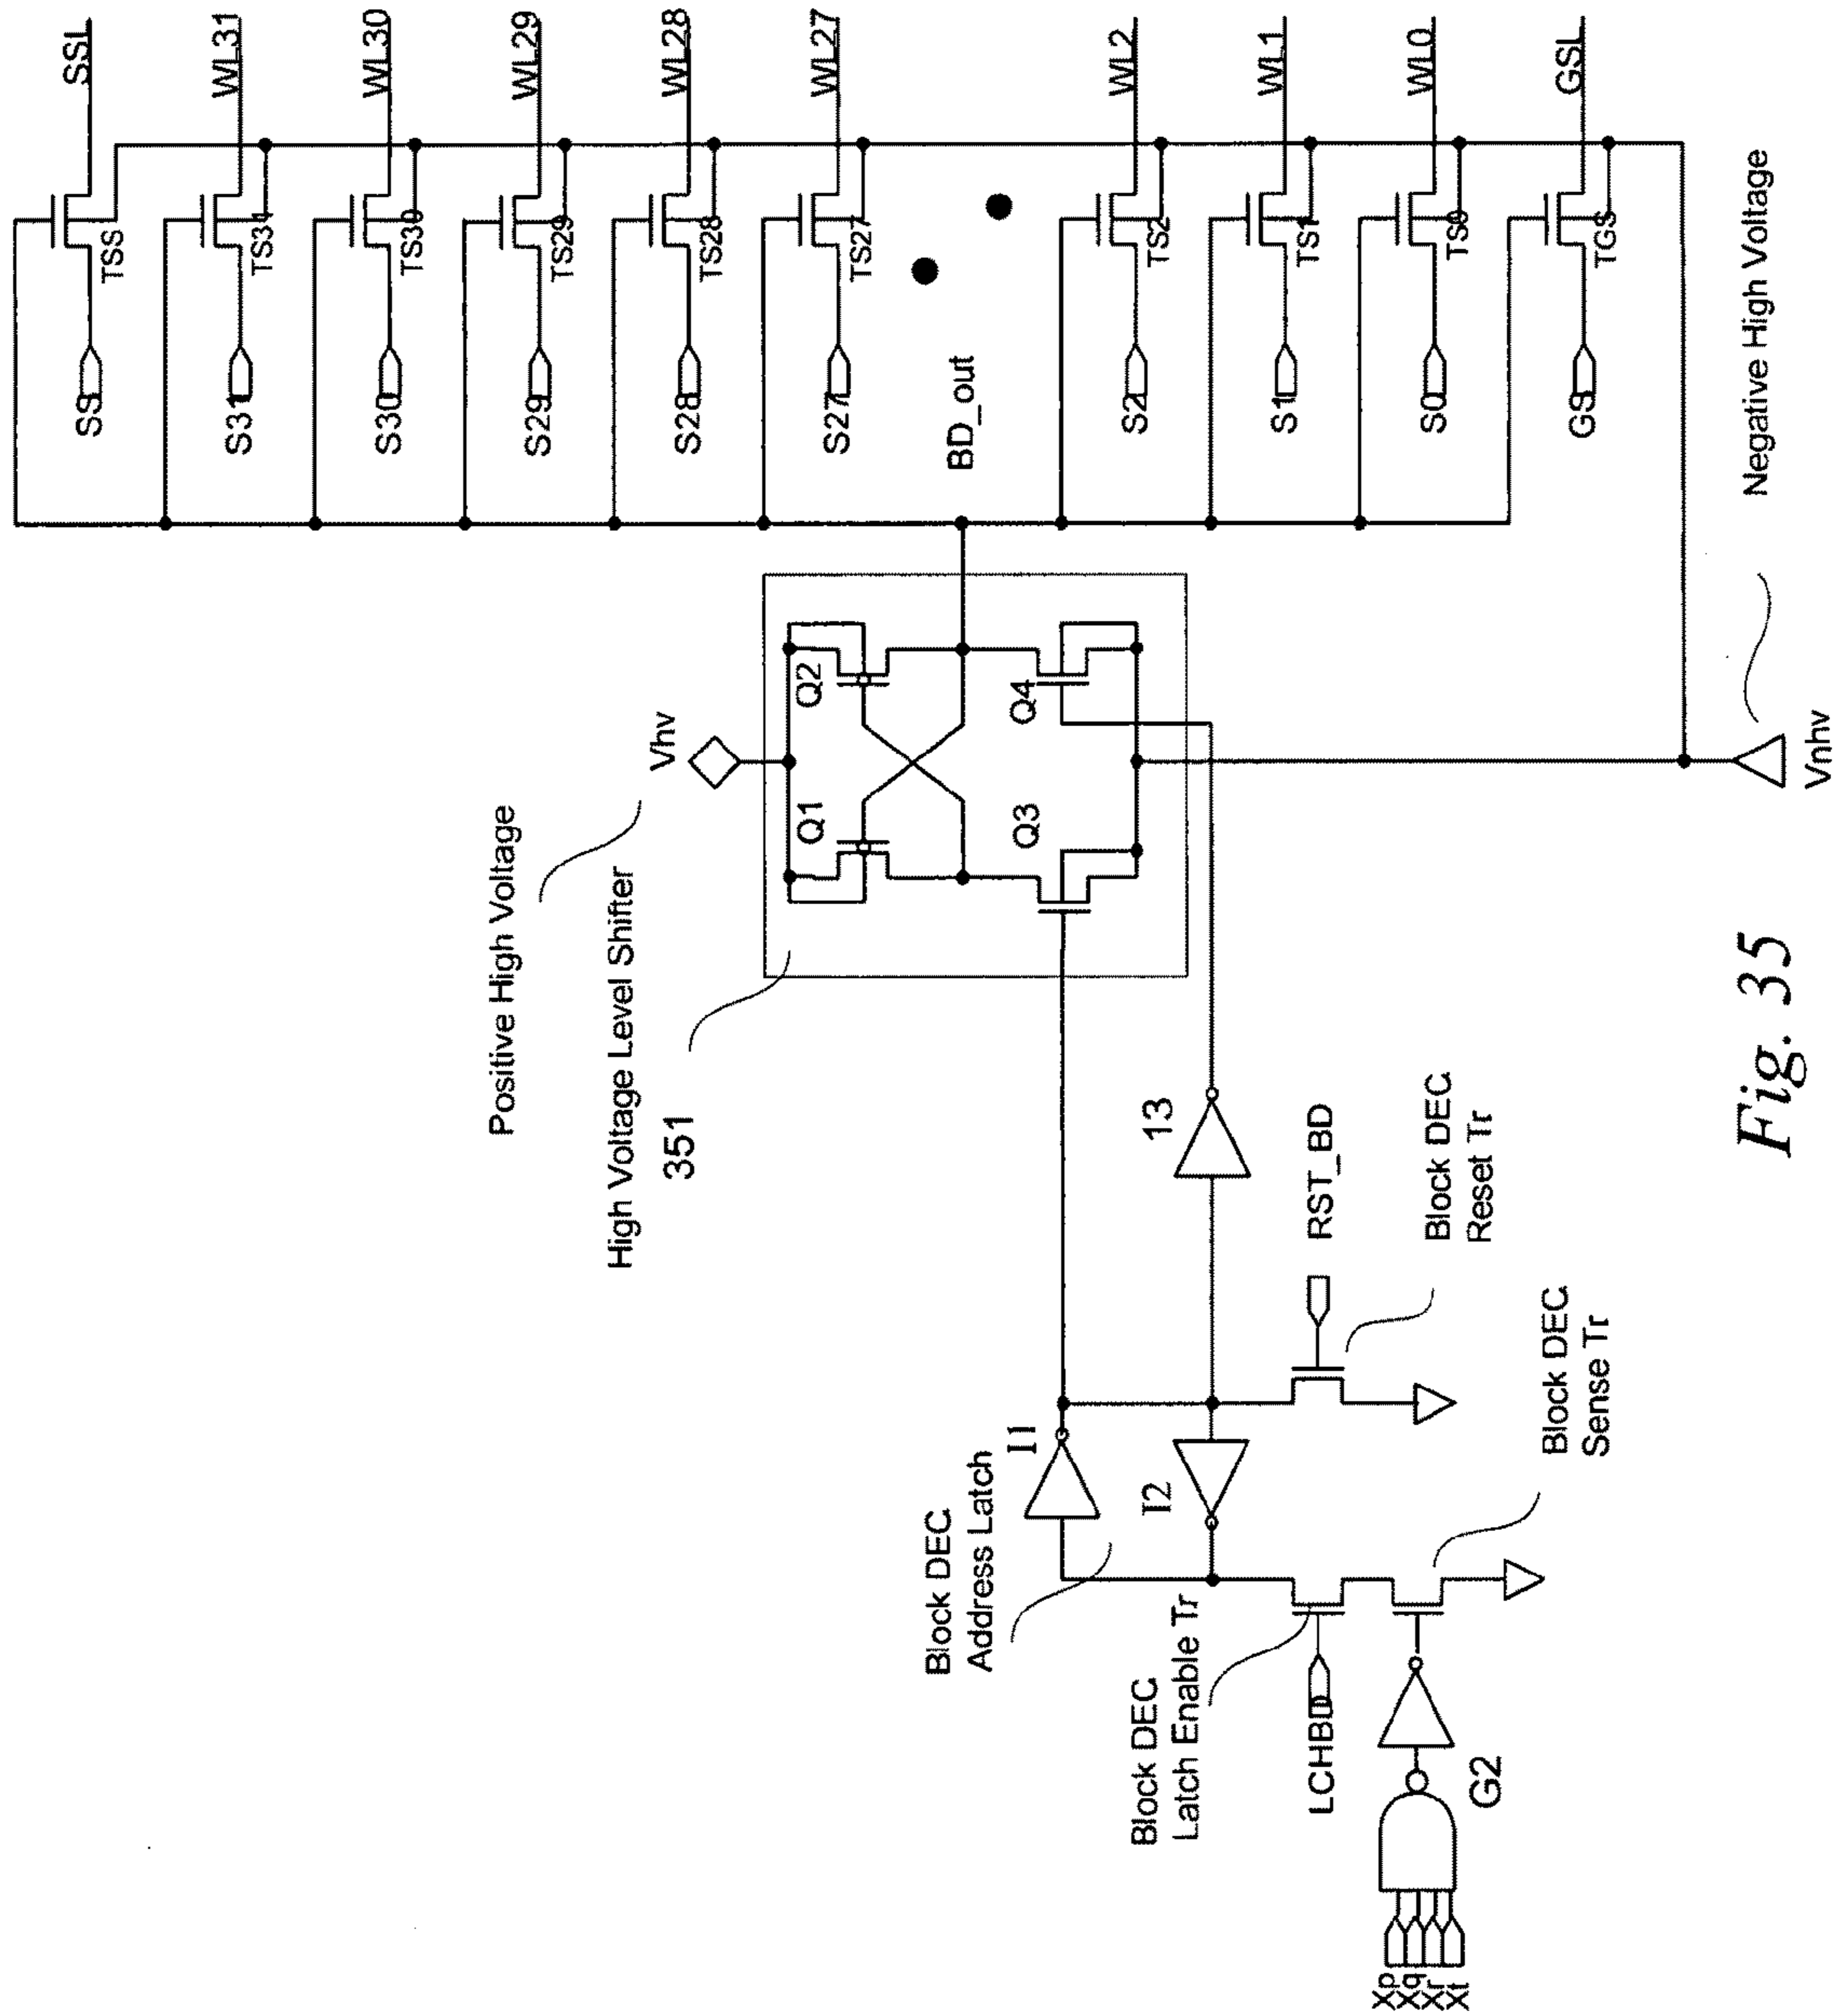 Positive High Voltage
Vhv
High Voltage Level Shifter
351
Q1
Q2
Q3
Q4
Block DEC
Address Latch
I1
I2
13
Block DEC
Latch Enable Tr
LCHBD
G2
Xp
Xq
Xr
Xt
RST_BD
Block DEC
Reset Tr
Block DEC
Sense Tr
BD_out
SS
TSS
SSL
S31
TS31
WL31
S30
TS30
WL30
S29
TS29
WL29
S28
TS28
WL28
S27
TS27
WL27
S2
TS2
WL2
S1
TS1
WL1
S0
TS0
WL0
GS
TGS
GSL
Vnhv
Negative High Voltage
Fig. 35